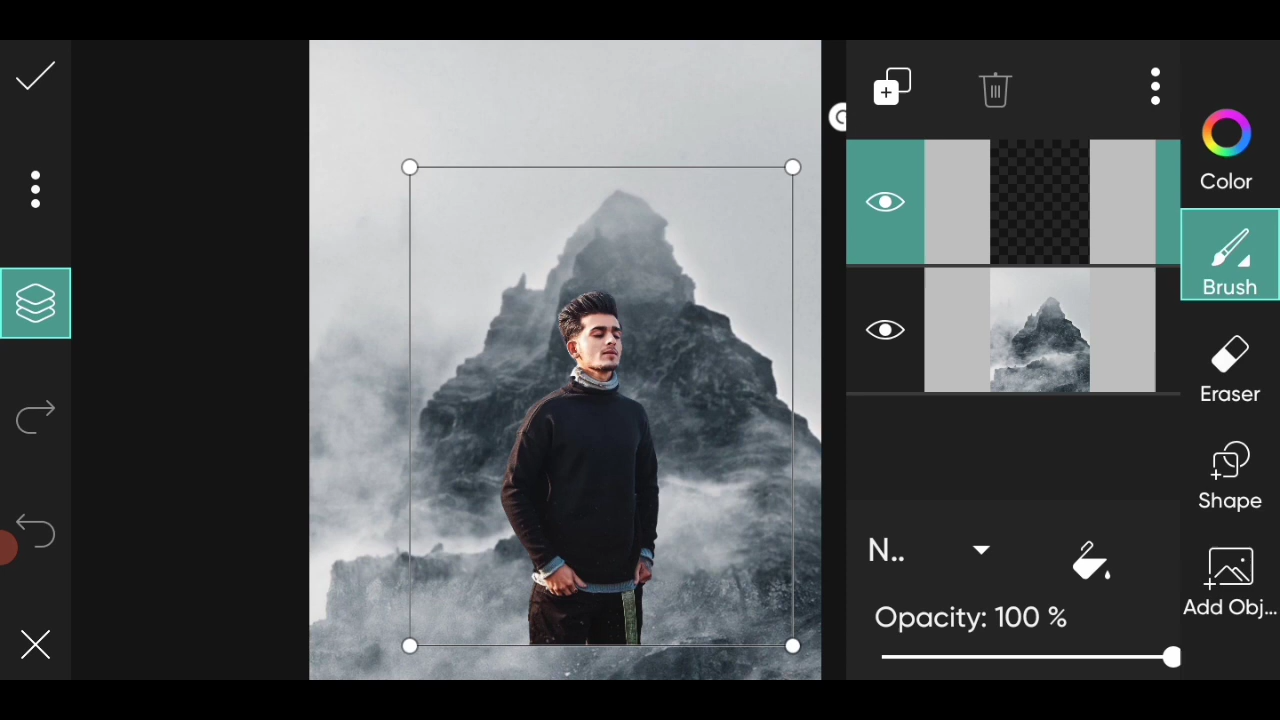 Color
Brush
Eraser
Shape
Add Obj...
N..
Opacity: 100 %